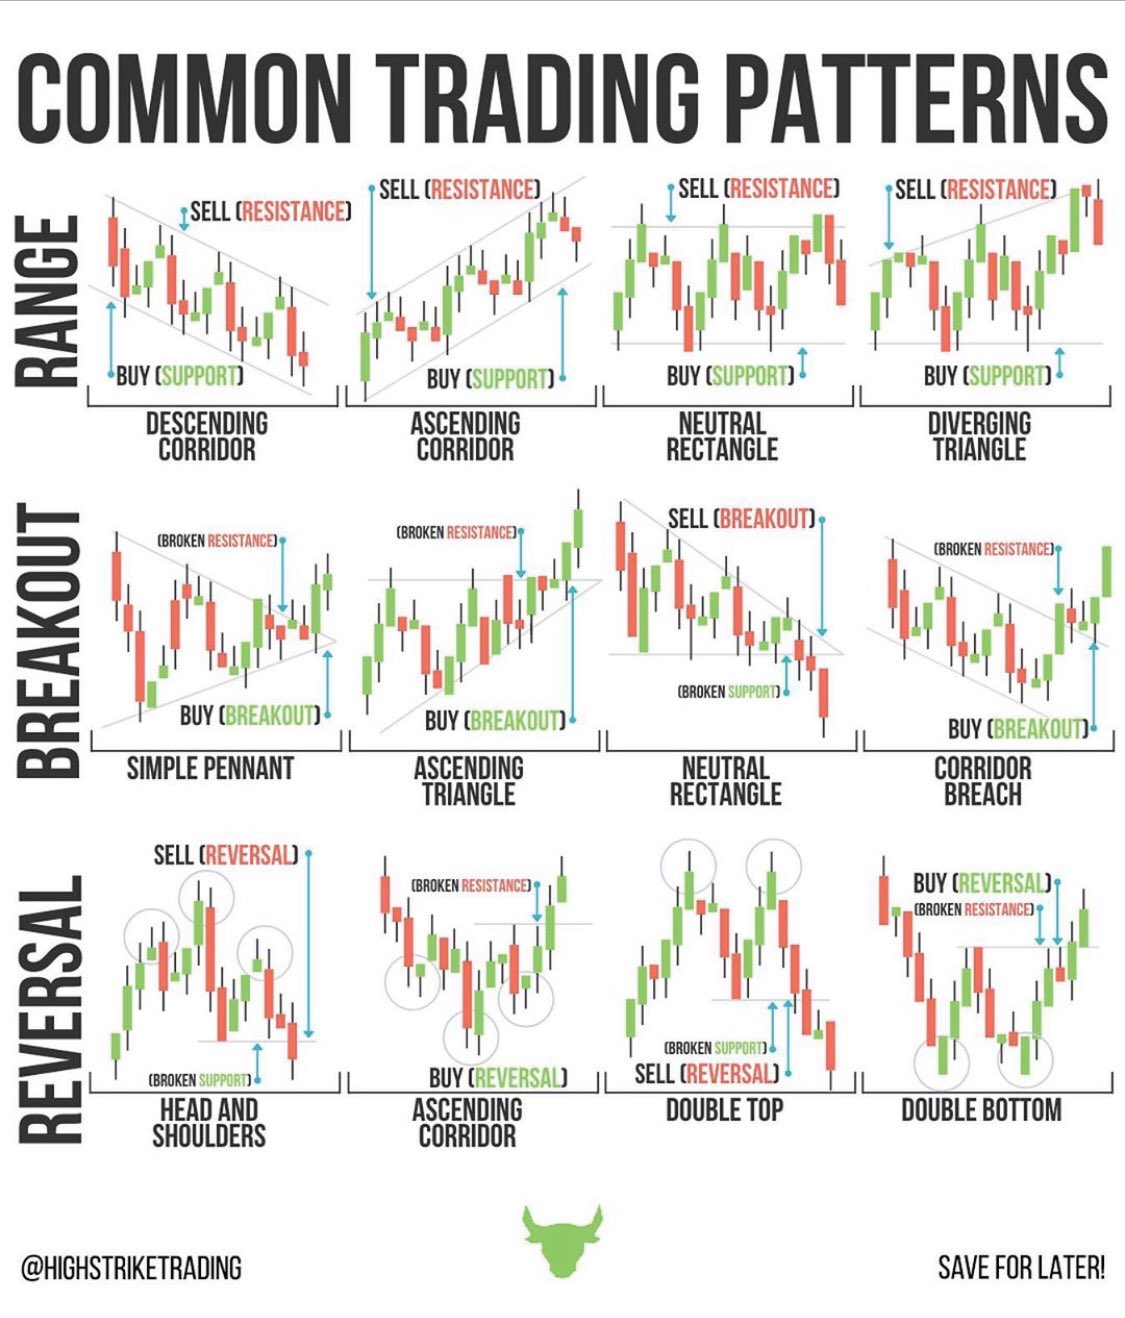 COMMON TRADING PATTERNS
RANGE
SELL (RESISTANCE)
BUY (SUPPORT)
DESCENDING
CORRIDOR
SELL (RESISTANCE)
BUY (SUPPORT)
ASCENDING
CORRIDOR
SELL (RESISTANCE)
BUY (SUPPORT)
NEUTRAL
RECTANGLE
SELL (RESISTANCE)
BUY (SUPPORT)
DIVERGING
TRIANGLE
BREAKOUT
(BROKEN RESISTANCE)
BUY (BREAKOUT)
SIMPLE PENNANT
(BROKEN RESISTANCE)
BUY (BREAKOUT)
ASCENDING
TRIANGLE
SELL (BREAKOUT)
(BROKEN SUPPORT)
NEUTRAL
RECTANGLE
(BROKEN RESISTANCE)
BUY (BREAKOUT)
CORRIDOR
BREACH
REVERSAL
SELL (REVERSAL)
(BROKEN SUPPORT)
HEAD AND
SHOULDERS
(BROKEN RESISTANCE)
BUY (REVERSAL)
ASCENDING
CORRIDOR
(BROKEN SUPPORT)
SELL (REVERSAL)
DOUBLE TOP
BUY (REVERSAL)
(BROKEN RESISTANCE)
DOUBLE BOTTOM
@HIGHSTRIKETRADING
SAVE FOR LATER!